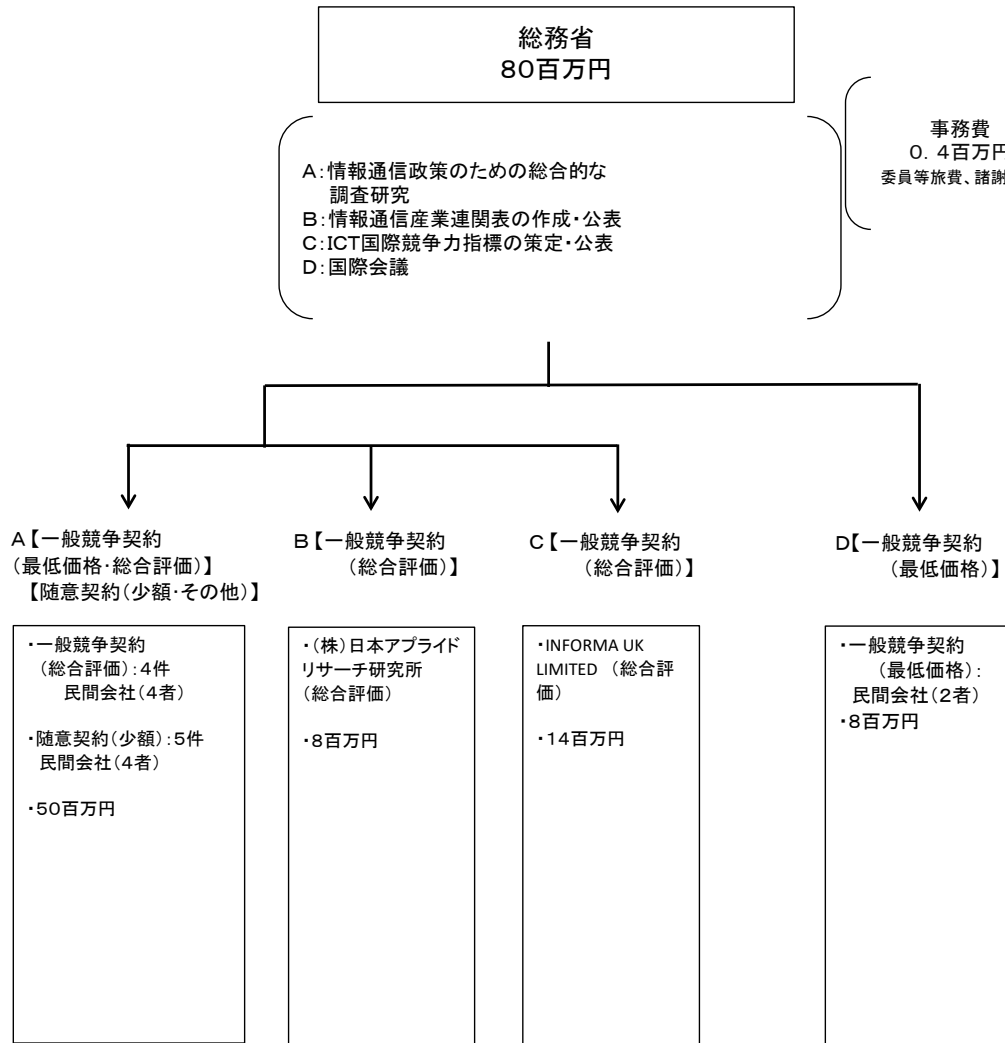 総務省
80百万円
事務費
0．4百万円
委員等旅費、諸謝
A：情報通信政策のための総合的な
調査研究
B：情報通信産業連関表の作成・公表
C：ICT国際競争力指標の策定・公表
D：国際会議
A【一般競争契約
(最低価格・総合評価)】
【随意契約(少額・その他)】
・一般競争契約
(総合評価)：4件
民間会社(4者)
・随意契約(少額)：5件
民間会社(4者)
・50百万円
B【一般競争契約
(総合評価)】
・(株)日本アプライド
リサーチ研究所
(総合評価)
・8百万円
C【一般競争契約
(総合評価)】
・INFORMA UK
LIMITED （総合評
価）
・14百万円
D【一般競争契約
(最低価格)】
・一般競争契約
(最低価格)：
民間会社(2者)
・8百万円